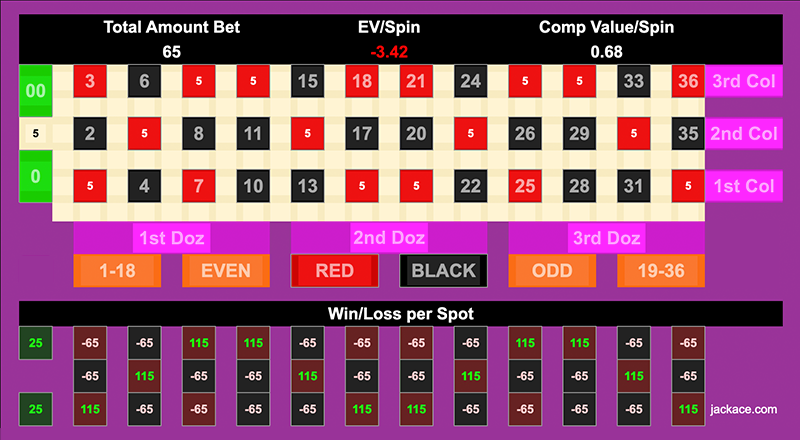 Total Amount Bet EV/Spin Comp Value/Spin
65 -3.42 0.68
00 3 6 5 5 15 18 21 24 5 5 33 36 3rd Col
5 2 5 8 11 5 17 20 5 26 29 5 35 2nd Col
0 5 4 7 10 13 5 5 22 25 28 31 5 1st Col
1st Doz 2nd Doz 3rd Doz
1-18 EVEN RED BLACK ODD 19-36
Win/Loss per Spot
25 -65 -65 115 115 -65 -65 -65 -65 115 115 -65 -65
-65 115 -65 -65 115 -65 -65 115 -65 -65 115 -65
25 115 -65 -65 -65 -65 115 115 -65 -65 -65 -65 115 jackace.com